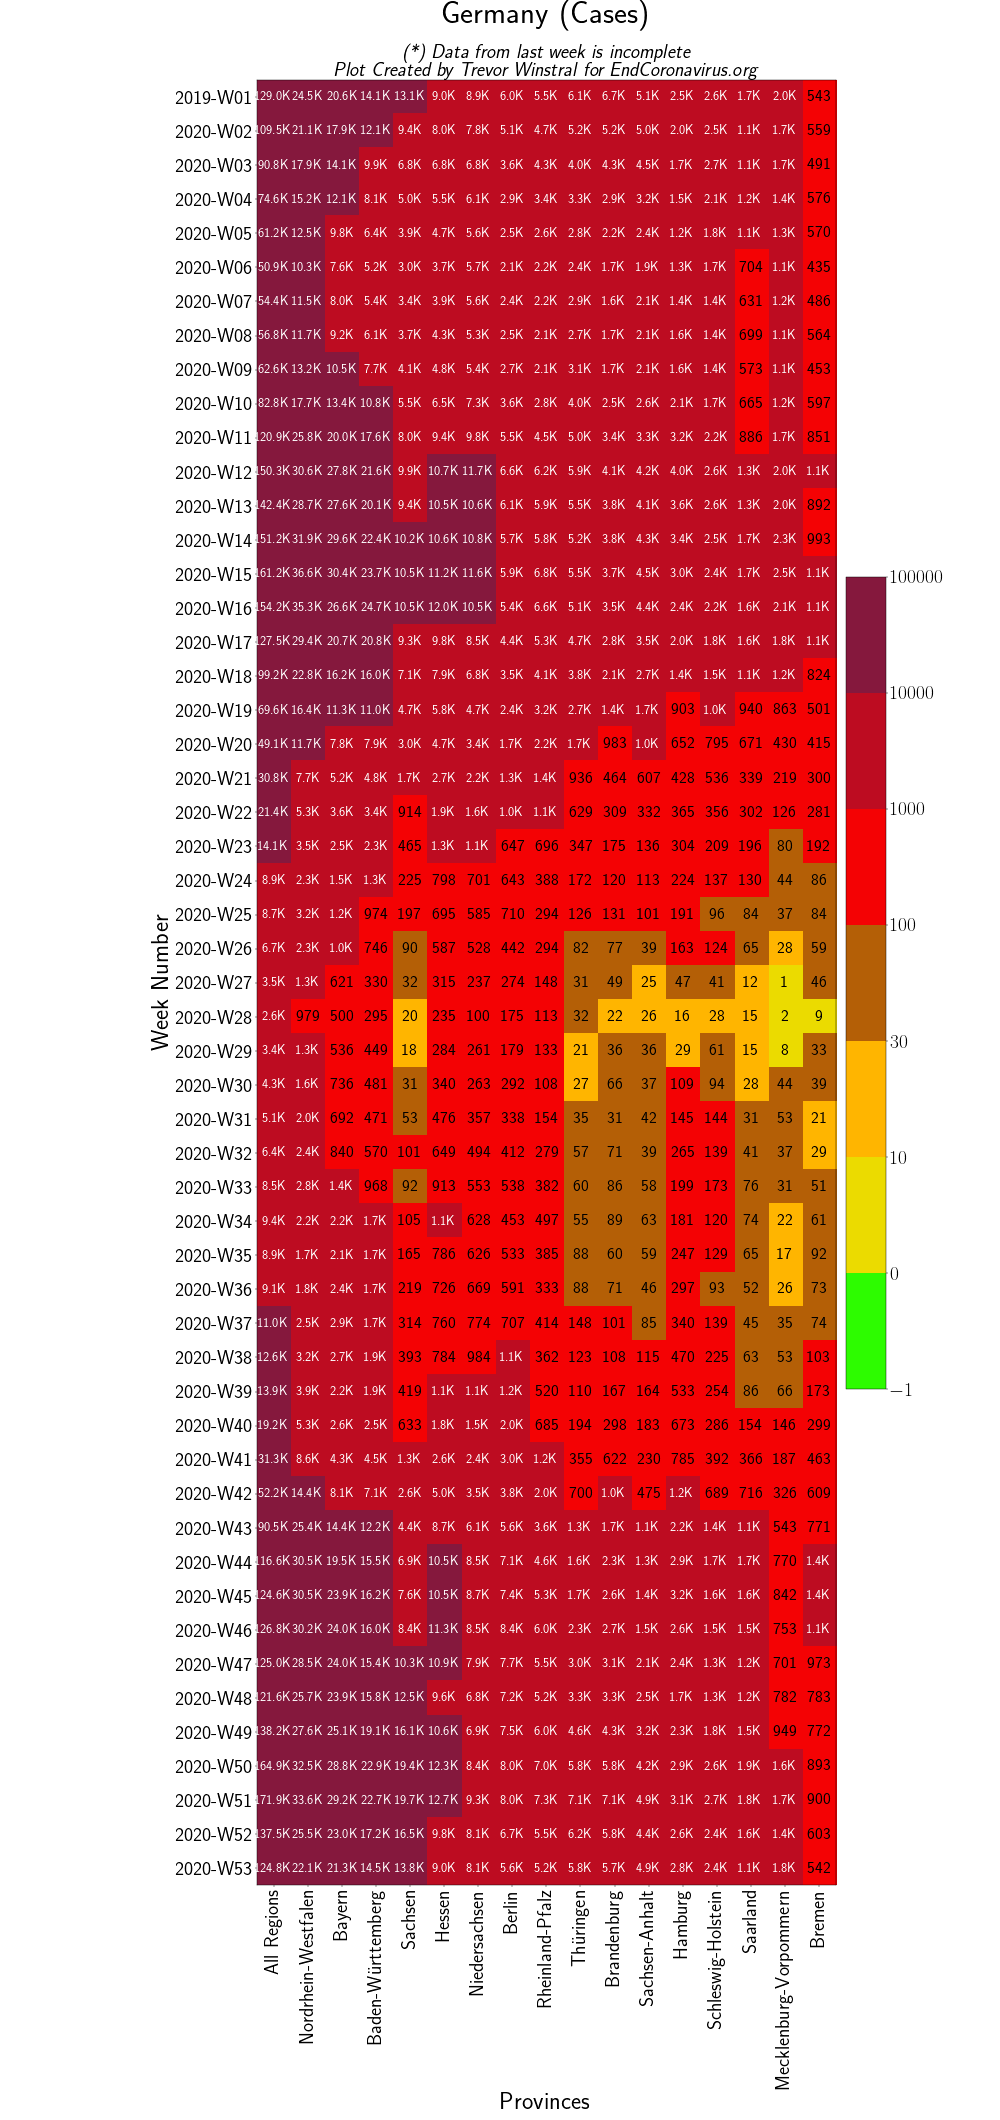 Germany (Cases)
(*) Data from last week is incomplete
Plot Created by Trevor Winstral for EndCoronavirus.org
2019-W01 129.0K 24.5K 20.6K 14.1K 13.1K 9.0K 8.9K 6.0K 5.5K 6.1K 6.7K 5.1K 2.5K 2.6K 1.7K 2.0K 543
2020-W02 109.5K 21.1K 17.9K 12.1K 9.4K 8.0K 7.8K 5.1K 4.7K 5.2K 5.2K 5.0K 2.0K 2.5K 1.1K 1.7K 559
2020-W03 90.8K 17.9K 14.1K 9.9K 6.8K 6.8K 6.8K 3.6K 4.3K 4.0K 4.3K 4.5K 1.7K 2.7K 1.1K 1.7K 491
2020-W04 74.6K 15.2K 12.1K 8.1K 5.0K 5.5K 6.1K 2.9K 3.4K 3.3K 2.9K 3.2K 1.5K 2.1K 1.2K 1.4K 576
2020-W05 61.2K 12.5K 9.8K 6.4K 3.9K 4.7K 5.6K 2.5K 2.6K 2.8K 2.2K 2.4K 1.2K 1.8K 1.1K 1.3K 570
2020-W06 50.9K 10.3K 7.6K 5.2K 3.0K 3.7K 5.7K 2.1K 2.2K 2.4K 1.7K 1.9K 1.3K 1.7K 704 1.1K 435
2020-W07 54.4K 11.5K 8.0K 5.4K 3.4K 3.9K 5.6K 2.4K 2.2K 2.9K 1.6K 2.1K 1.4K 1.4K 631 1.2K 486
2020-W08 56.8K 11.7K 9.2K 6.1K 3.7K 4.3K 5.3K 2.5K 2.1K 2.7K 1.7K 2.1K 1.6K 1.4K 699 1.1K 564
2020-W09 62.6K 13.2K 10.5K 7.7K 4.1K 4.8K 5.4K 2.7K 2.1K 3.1K 1.7K 2.1K 1.6K 1.4K 573 1.1K 453
2020-W10 82.8K 17.7K 13.4K 10.8K 5.5K 6.5K 7.3K 3.6K 2.8K 4.0K 2.5K 2.6K 2.1K 1.7K 665 1.2K 597
2020-W11 120.9K 25.8K 20.0K 17.6K 8.0K 9.4K 9.8K 5.5K 4.5K 5.0K 3.4K 3.3K 3.2K 2.2K 886 1.7K 851
2020-W12 150.3K 30.6K 27.8K 21.6K 9.9K 10.7K 11.7K 6.6K 6.2K 5.9K 4.1K 4.2K 4.0K 2.6K 1.3K 2.0K 1.1K
2020-W13 142.4K 28.7K 27.6K 20.1K 9.4K 10.5K 10.6K 6.1K 5.9K 5.5K 3.8K 4.1K 3.6K 2.6K 1.3K 2.0K 892
2020-W14 151.2K 31.9K 29.6K 22.4K 10.2K 10.6K 10.8K 5.7K 5.8K 5.2K 3.8K 4.3K 3.4K 2.5K 1.7K 2.3K 993
2020-W15 161.2K 36.6K 30.4K 23.7K 10.5K 11.2K 11.6K 5.9K 6.8K 5.5K 3.7K 4.5K 3.0K 2.4K 1.7K 2.5K 1.1K
2020-W16 154.2K 35.3K 26.6K 24.7K 10.5K 12.0K 10.5K 5.4K 6.6K 5.1K 3.5K 4.4K 2.4K 2.2K 1.6K 2.1K 1.1K
2020-W17 127.5K 29.4K 20.7K 20.8K 9.3K 9.8K 8.5K 4.4K 5.3K 4.7K 2.8K 3.5K 2.0K 1.8K 1.6K 1.8K 1.1K
2020-W18 99.2K 22.8K 16.2K 16.0K 7.1K 7.9K 6.8K 3.5K 4.1K 3.8K 2.1K 2.7K 1.4K 1.5K 1.1K 1.2K 824
2020-W19 69.6K 16.4K 11.3K 11.0K 4.7K 5.8K 4.7K 2.4K 3.2K 2.7K 1.4K 1.7K 903 1.0K 940 863 501
2020-W20 49.1K 11.7K 7.8K 7.9K 3.0K 4.7K 3.4K 1.7K 2.2K 1.7K 983 1.0K 652 795 671 430 415
2020-W21 30.8K 7.7K 5.2K 4.8K 1.7K 2.7K 2.2K 1.3K 1.4K 936 464 607 428 536 339 219 300
2020-W22 21.4K 5.3K 3.6K 3.4K 914 1.9K 1.6K 1.0K 1.1K 629 309 332 365 356 302 126 281
2020-W23 14.1K 3.5K 2.5K 2.3K 465 1.3K 1.1K 647 696 347 175 136 304 209 196 80 192
2020-W24 8.9K 2.3K 1.5K 1.3K 225 798 701 643 388 172 120 113 224 137 130 44 86
2020-W25 8.7K 3.2K 1.2K 974 197 695 585 710 294 126 131 101 191 96 84 37 84
2020-W26 6.7K 2.3K 1.0K 746 90 587 528 442 294 82 77 39 163 124 65 28 59
2020-W27 3.5K 1.3K 621 330 32 315 237 274 148 31 49 25 47 41 12 1 46
2020-W28 2.6K 979 500 295 20 235 100 175 113 32 22 26 16 28 15 2 9
2020-W29 3.4K 1.3K 536 449 18 284 261 179 133 21 36 36 29 61 15 8 33
2020-W30 4.3K 1.6K 736 481 31 340 263 292 108 27 66 37 109 94 28 44 39
2020-W31 5.1K 2.0K 692 471 53 476 357 338 154 35 31 42 145 144 31 53 21
2020-W32 6.4K 2.4K 840 570 101 649 494 412 279 57 71 39 265 139 41 37 29
2020-W33 8.5K 2.8K 1.4K 968 92 913 553 538 382 60 86 58 199 173 76 31 51
2020-W34 9.4K 2.2K 2.2K 1.7K 105 1.1K 628 453 497 55 89 63 181 120 74 22 61
2020-W35 8.9K 1.7K 2.1K 1.7K 165 786 626 533 385 88 60 59 247 129 65 17 92
2020-W36 9.1K 1.8K 2.4K 1.7K 219 726 669 591 333 88 71 46 297 93 52 26 73
2020-W37 11.0K 2.5K 2.9K 1.7K 314 760 774 707 414 148 101 85 340 139 45 35 74
2020-W38 12.6K 3.2K 2.7K 1.9K 393 784 984 1.1K 362 123 108 115 470 225 63 53 103
2020-W39 13.9K 3.9K 2.2K 1.9K 419 1.1K 1.1K 1.2K 520 110 167 164 533 254 86 66 173
2020-W40 19.2K 5.3K 2.6K 2.5K 633 1.8K 1.5K 2.0K 685 194 298 183 673 286 154 146 299
2020-W41 31.3K 8.6K 4.3K 4.5K 1.3K 2.6K 2.4K 3.0K 1.2K 355 622 230 785 392 366 187 463
2020-W42 52.2K 14.4K 8.1K 7.1K 2.6K 5.0K 3.5K 3.8K 2.0K 700 1.0K 475 1.2K 689 716 326 609
2020-W43 90.5K 25.4K 14.4K 12.2K 4.4K 8.7K 6.1K 5.6K 3.6K 1.3K 1.7K 1.1K 2.2K 1.4K 1.1K 543 771
2020-W44 116.6K 30.5K 19.5K 15.5K 6.9K 10.5K 8.5K 7.1K 4.6K 1.6K 2.3K 1.3K 2.9K 1.7K 1.7K 770 1.4K
2020-W45 124.6K 30.5K 23.9K 16.2K 7.6K 10.5K 8.7K 7.4K 5.3K 1.7K 2.6K 1.4K 3.2K 1.6K 1.6K 842 1.4K
2020-W46 126.8K 30.2K 24.0K 16.0K 8.4K 11.3K 8.5K 8.4K 6.0K 2.3K 2.7K 1.5K 2.6K 1.5K 1.5K 753 1.1K
2020-W47 125.0K 28.5K 24.0K 15.4K 10.3K 10.9K 7.9K 7.7K 5.5K 3.0K 3.1K 2.1K 2.4K 1.3K 1.2K 701 973
2020-W48 121.6K 25.7K 23.9K 15.8K 12.5K 9.6K 6.8K 7.2K 5.2K 3.3K 3.3K 2.5K 1.7K 1.3K 1.2K 782 783
2020-W49 138.2K 27.6K 25.1K 19.1K 16.1K 10.6K 6.9K 7.5K 6.0K 4.6K 4.3K 3.2K 2.3K 1.8K 1.5K 949 772
2020-W50 164.9K 32.5K 28.8K 22.9K 19.4K 12.3K 8.4K 8.0K 7.0K 5.8K 5.8K 4.2K 2.9K 2.6K 1.9K 1.6K 893
2020-W51 171.9K 33.6K 29.2K 22.7K 19.7K 12.7K 9.3K 8.0K 7.3K 7.1K 7.1K 4.9K 3.1K 2.7K 1.8K 1.7K 900
2020-W52 137.5K 25.5K 23.0K 17.2K 16.5K 9.8K 8.1K 6.7K 5.5K 6.2K 5.8K 4.4K 2.6K 2.4K 1.6K 1.4K 603
2020-W53 124.8K 22.1K 21.3K 14.5K 13.8K 9.0K 8.1K 5.6K 5.2K 5.8K 5.7K 4.9K 2.8K 2.4K 1.1K 1.8K 542
Week Number
All Regions
Nordrhein-Westfalen
Bayern
Baden-Württemberg
Sachsen
Hessen
Niedersachsen
Berlin
Rheinland-Pfalz
Thüringen
Brandenburg
Sachsen-Anhalt
Hamburg
Schleswig-Holstein
Saarland
Mecklenburg-Vorpommern
Bremen
Provinces
100000
10000
1000
100
30
10
0
−1